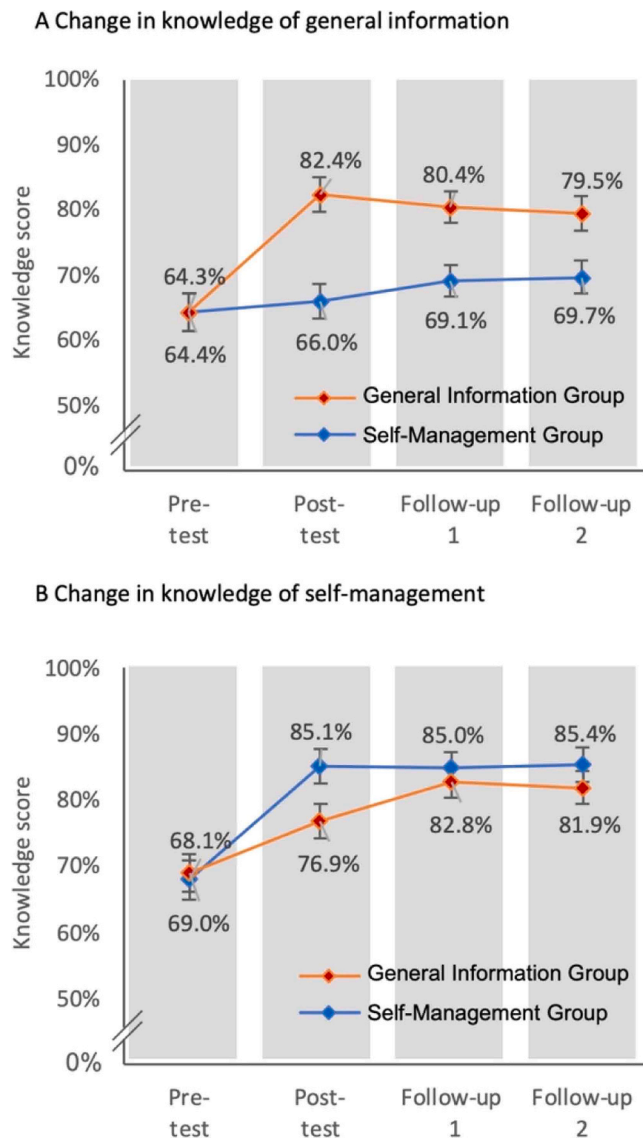 A Change in knowledge of general information
100%
90%
80%
70%
60%
50%
0%
Knowledge score
82.4%
80.4%
79.5%
64.3%
64.4%
66.0%
69.1%
69.7%
General Information Group
Self-Management Group
Pre-
test
Post-
test
Follow-up
1
Follow-up
2
B Change in knowledge of self-management
100%
90%
80%
70%
60%
50%
0%
Knowledge score
85.1%
85.0%
85.4%
68.1%
69.0%
76.9%
82.8%
81.9%
General Information Group
Self-Management Group
Pre-
test
Post-
test
Follow-up
1
Follow-up
2